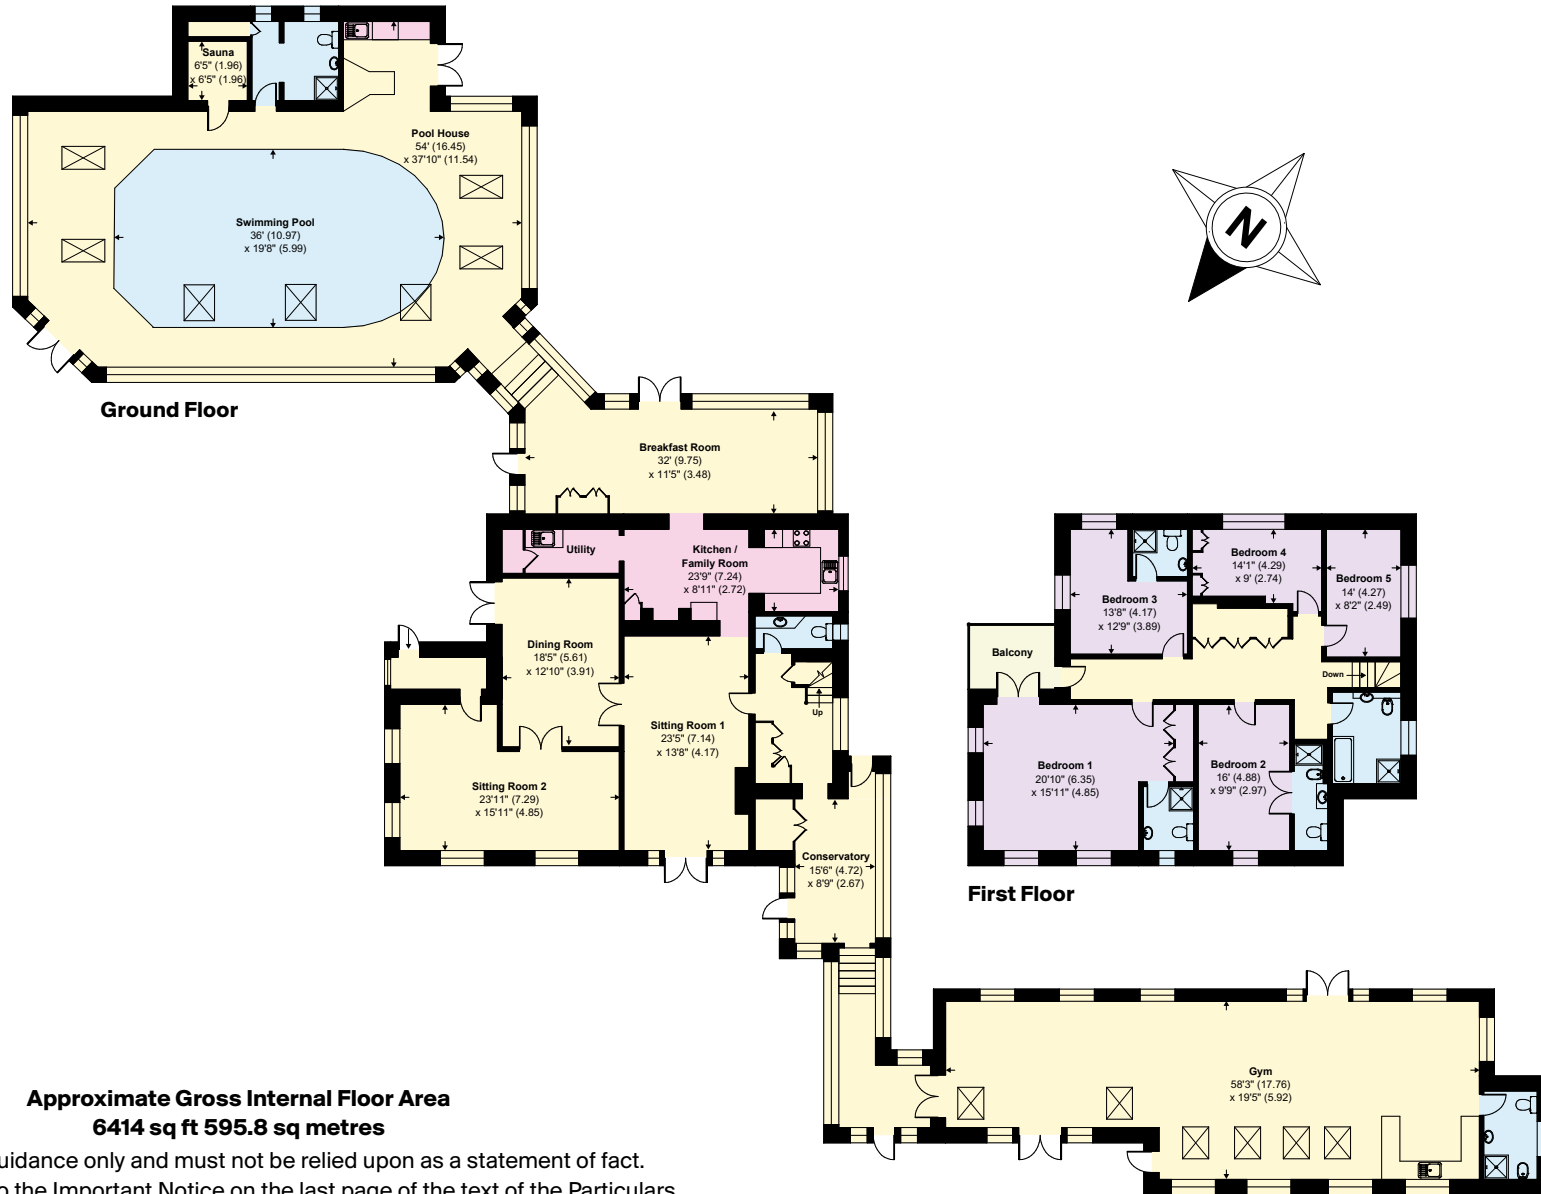 Sauna
6'5" (1.96)
x 6'5" (1.96)
Pool House
54' (16.45)
x 37'10" (11.54)
Swimming Pool
36' (10.97)
x 19'8" (5.99)
N
Ground Floor
Breakfast Room
32' (9.75)
x 11'5" (3.48)
Utility
Kitchen /
Family Room
23'9" (7.24)
x 8'11" (2.72)
Dining Room
18'5" (5.61)
x 12'10" (3.91)
Up
Sitting Room 1
23'5" (7.14)
x 13'8" (4.17)
Sitting Room 2
23'11" (7.29)
x 15'11" (4.85)
Conservatory
15'6" (4.72)
x 8'9" (2.67)
Bedroom 4
14'1" (4.29)
x 9' (2.74)
Bedroom 5
14' (4.27)
x 8'2" (2.49)
Bedroom 3
13'8" (4.17)
x 12'9" (3.89)
Balcony
Down
Bedroom 1
20'10" (6.35)
x 15'11" (4.85)
Bedroom 2
16' (4.88)
x 9'9" (2.97)
First Floor
Gym
58'3" (17.76)
x 19'5" (5.92)
Approximate Gross Internal Floor Area
6414 sq ft 595.8 sq metres
uidance only and must not be relied upon as a statement of fact.
o the Important Notice on the last page of the text of the Particulars